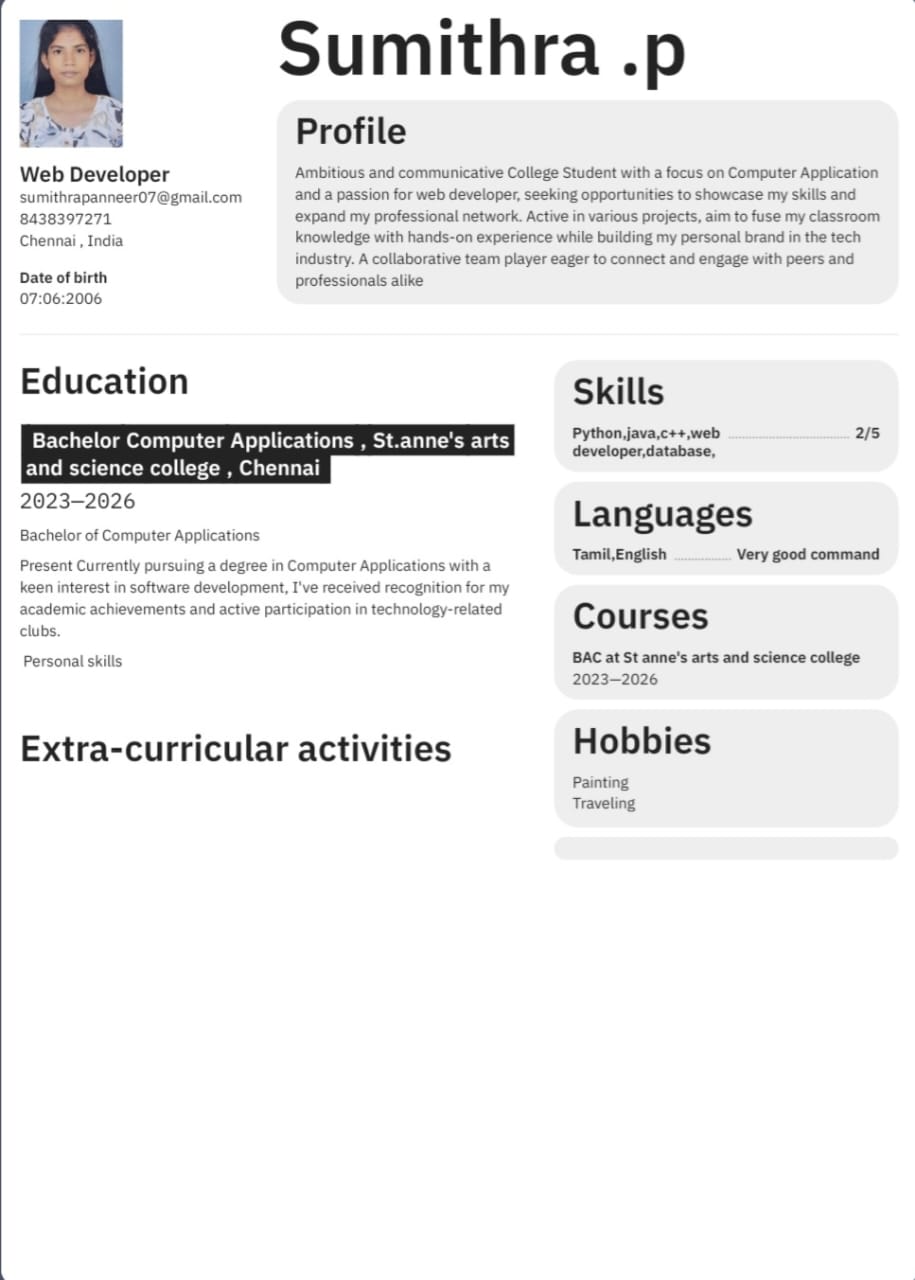 Sumithra .p
Web Developer
sumithrapanneer07@gmail.com
8438397271
Chennai , India
Date of birth
07:06:2006
Profile
Ambitious and communicative College Student with a focus on Computer Application
and a passion for web developer, seeking opportunities to showcase my skills and
expand my professional network. Active in various projects, aim to fuse my classroom
knowledge with hands-on experience while building my personal brand in the tech
industry. A collaborative team player eager to connect and engage with peers and
professionals alike
Education
Bachelor Computer Applications , St.anne's arts
and science college , Chennai
2023—2026
Bachelor of Computer Applications
Present Currently pursuing a degree in Computer Applications with a
keen interest in software development, I've received recognition for my
academic achievements and active participation in technology-related
clubs.
Personal skills
Extra-curricular activities
Skills
Python,java,c++,web 2/5
developer,database,
Languages
Tamil,English Very good command
Courses
BAC at St anne's arts and science college
2023—2026
Hobbies
Painting
Traveling